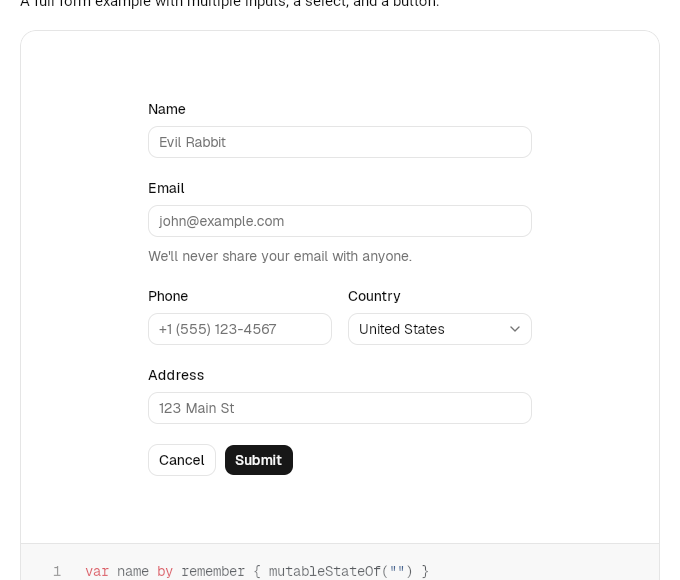 A full form example with multiple inputs, a select, and a button.
Name
Evil Rabbit
Email
john@example.com
We'll never share your email with anyone.
Phone
Country
+1 (555) 123-4567
United States
Address
123 Main St
Cancel
Submit
1 var name by remember { mutableStateOf("") }